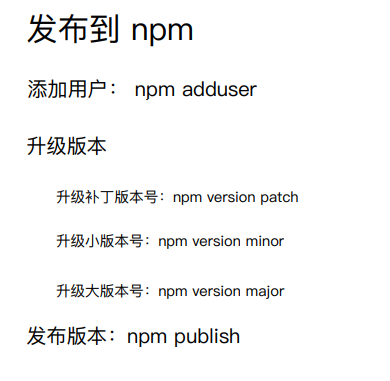 发布到 npm
添加用户： npm adduser
升级版本
升级补丁版本号：npm version patch
升级小版本号：npm version minor
升级大版本号：npm version major
发布版本：npm publish